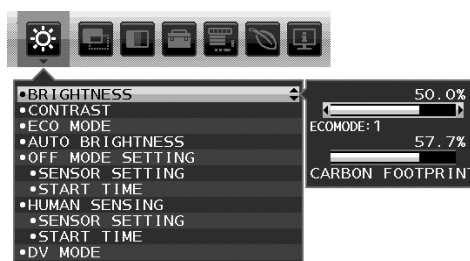 •BRIGHTNESS
•CONTRAST
•ECO MODE
•AUTO BRIGHTNESS
•OFF MODE SETTING
•SENSOR SETTING
•START TIME
•HUMAN SENSING
•SENSOR SETTING
•START TIME
•DV MODE
50.0%
ECOMODE:1
57.7%
CARBON FOOTPRINT